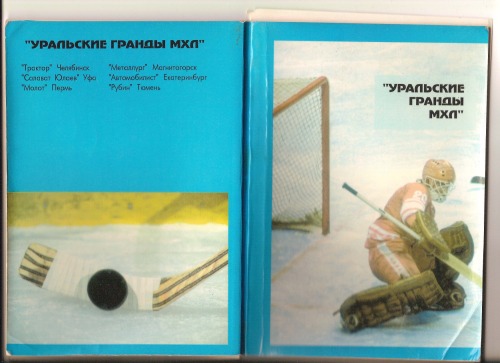 "УРАЛЬСКИЕ ГРАНДЫ МХЛ"
"Трактор" Челябинск
"Салават Юлаев" Уфа
"Молот" Пермь
"Металлург" Магнитогорск
"Автомобилист" Екатеринбург
"Рубин" Тюмень
"УРАЛЬСКИЕ
ГРАНДЫ
МХЛ"